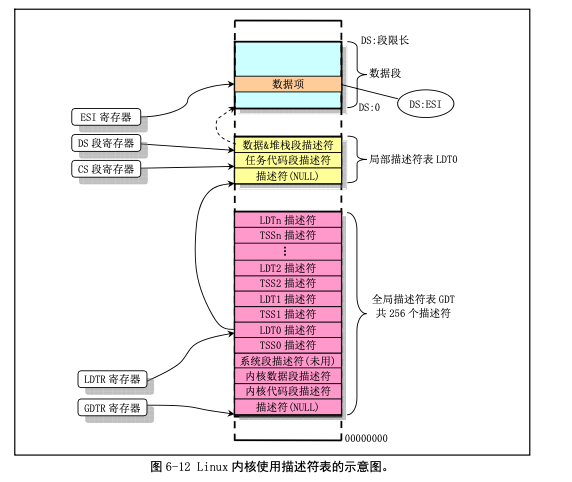 DS:段限长
数据段
数据项
DS:0
DS:ESI
ESI 寄存器
DS 段寄存器
CS 段寄存器
数据&堆栈段描述符
任务代码段描述符
描述符(NULL)
局部描述符表 LDT0
LDTn 描述符
TSSn 描述符
⋮
LDT2 描述符
TSS2 描述符
LDT1 描述符
TSS1 描述符
LDT0 描述符
TSS0 描述符
系统段描述符(未用)
内核数据段描述符
内核代码段描述符
描述符(NULL)
全局描述符表 GDT
共 256 个描述符
LDTR 寄存器
GDTR 寄存器
00000000
图 6-12 Linux 内核使用描述符表的示意图。